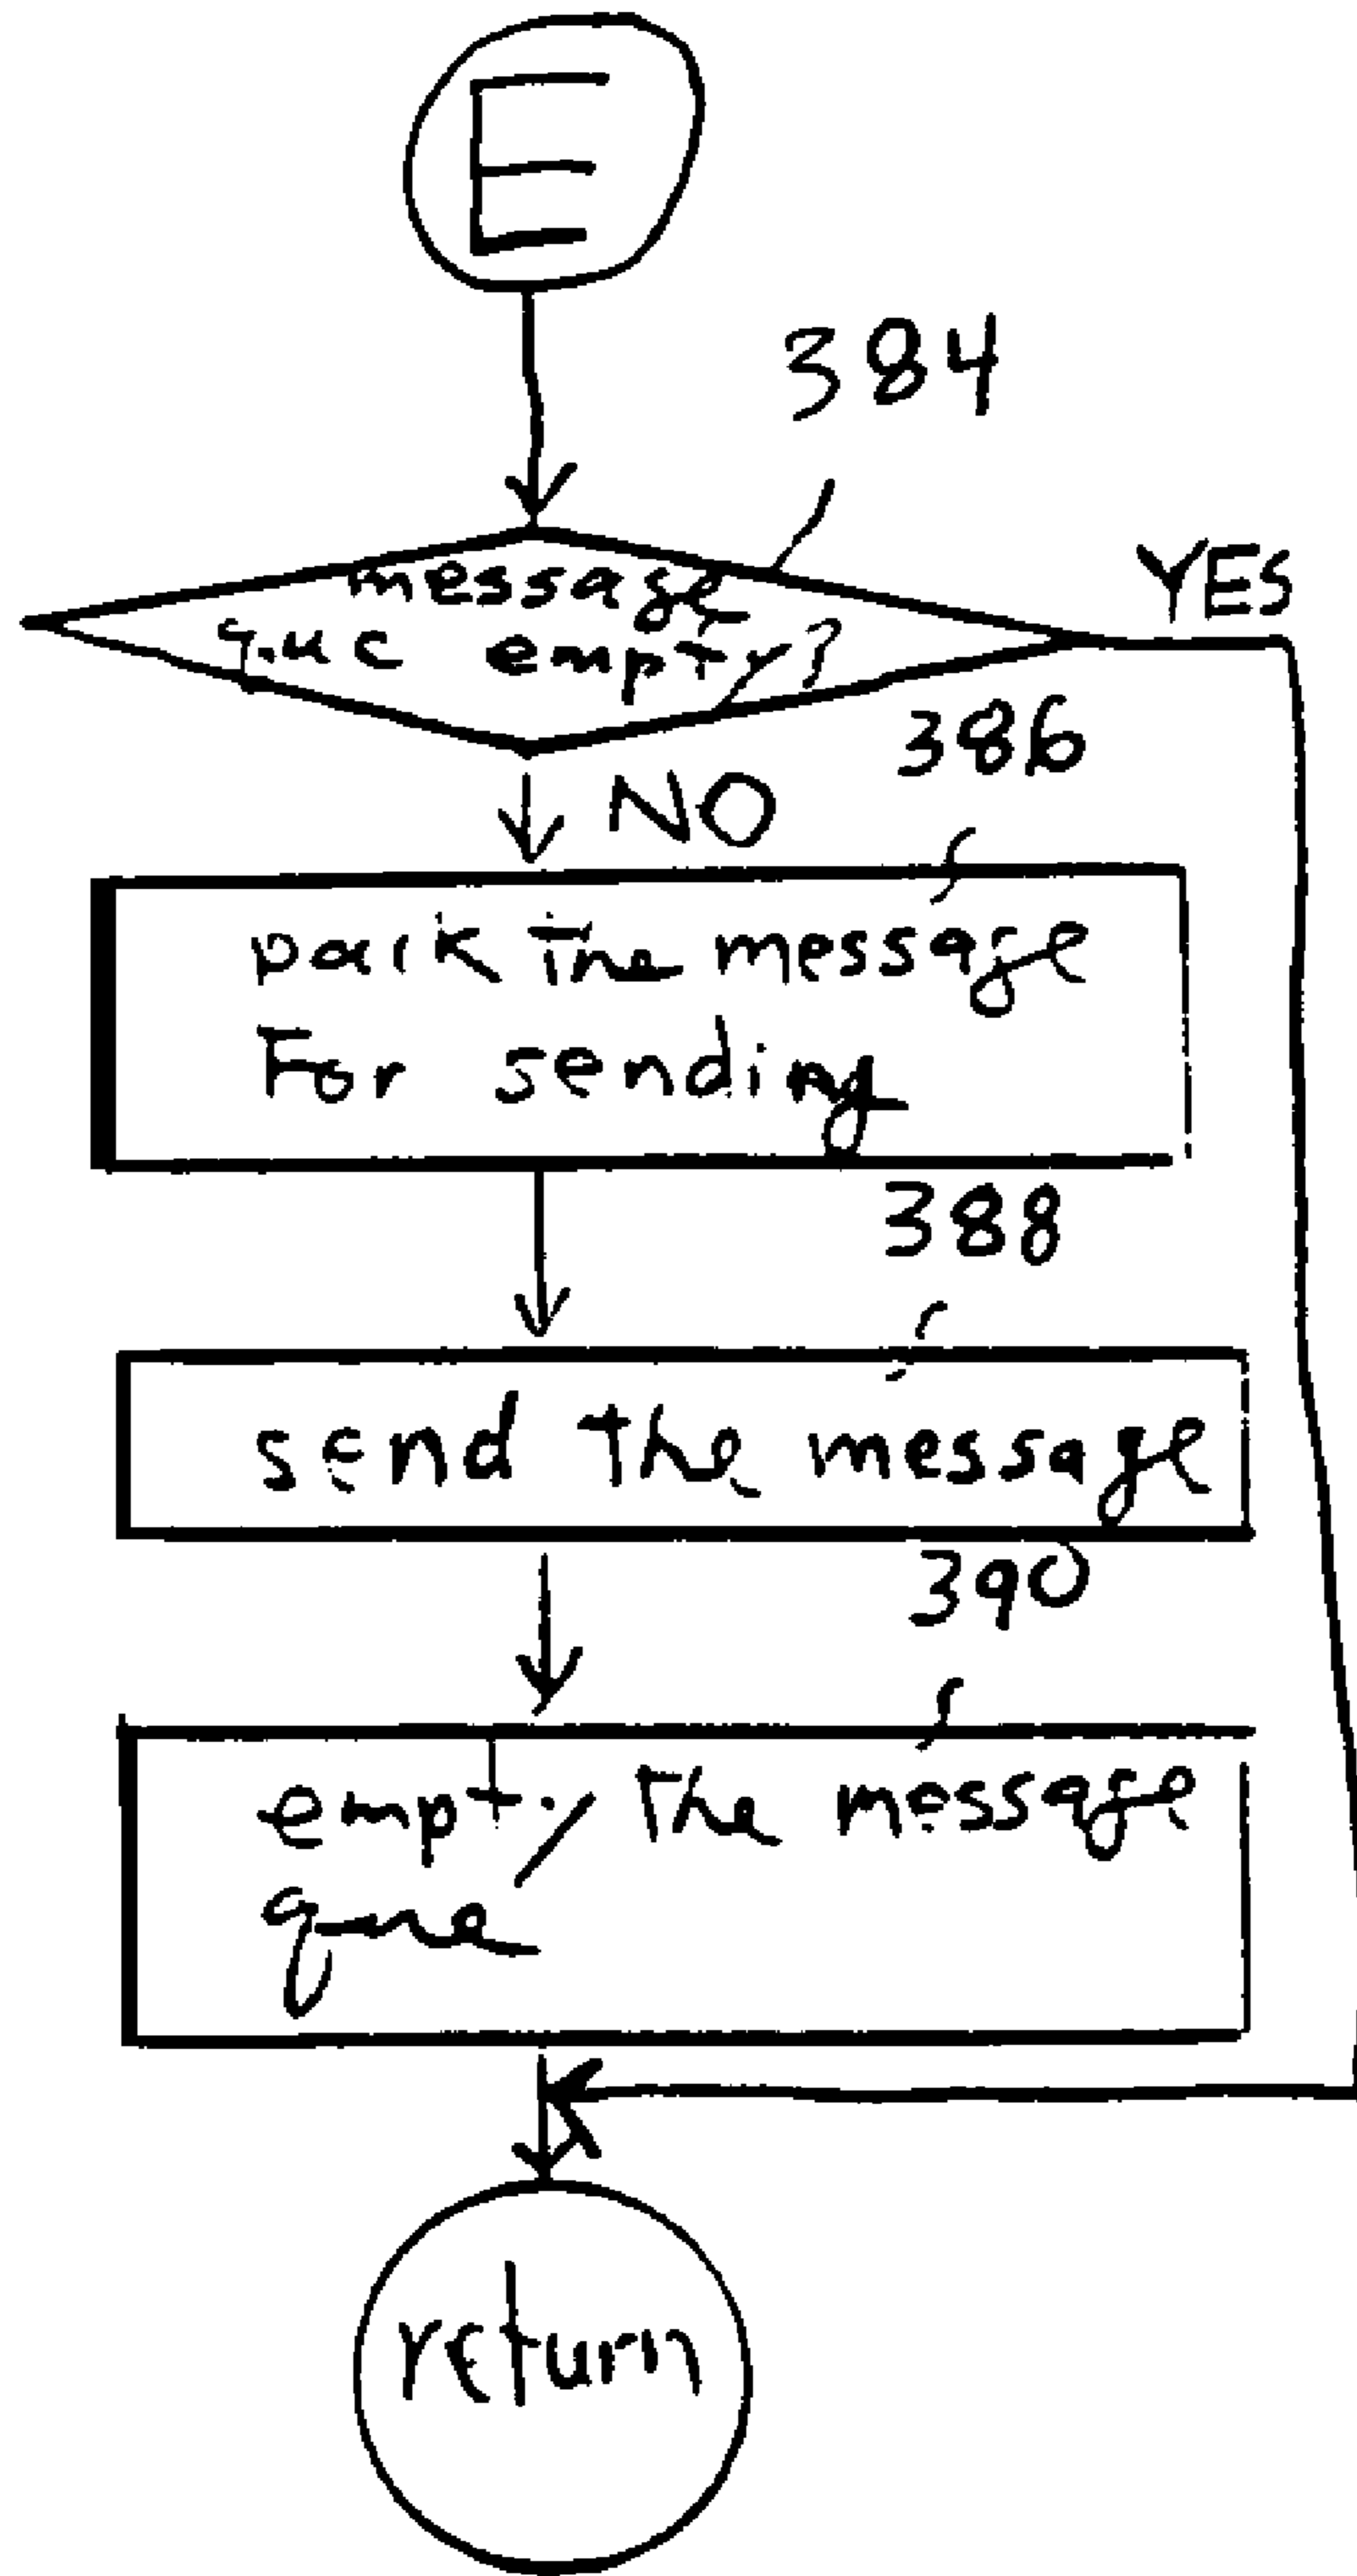 E
384
message
que empty?
YES
386
NO
pack the message
For sending
388
send the message
390
empty the message
que
return